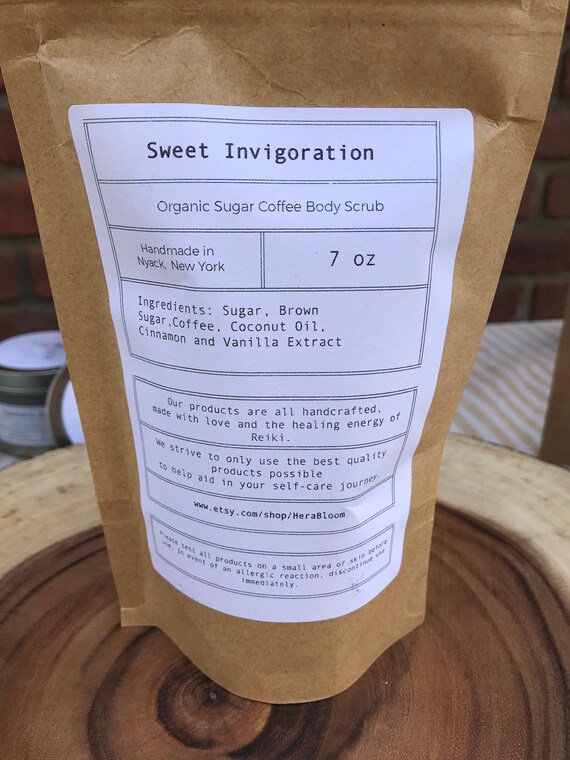 Sweet Invigoration
Organic Sugar Coffee Body Scrub
Handmade in
Nyack, New York
7 oz
Ingredients: Sugar, Brown
Sugar,Coffee, Coconut Oil,
Cinnamon and Vanilla Extract
Our products are all handcrafted,
made with love and the healing energy of
Reiki.
We strive to only use the best quality
products possible
to help aid in your self-care journey.
www.etsy.com/shop/HeraBloom
Please test all products on a small area of skin before
use. In event of an allergic reaction, discontinue use
immediately.